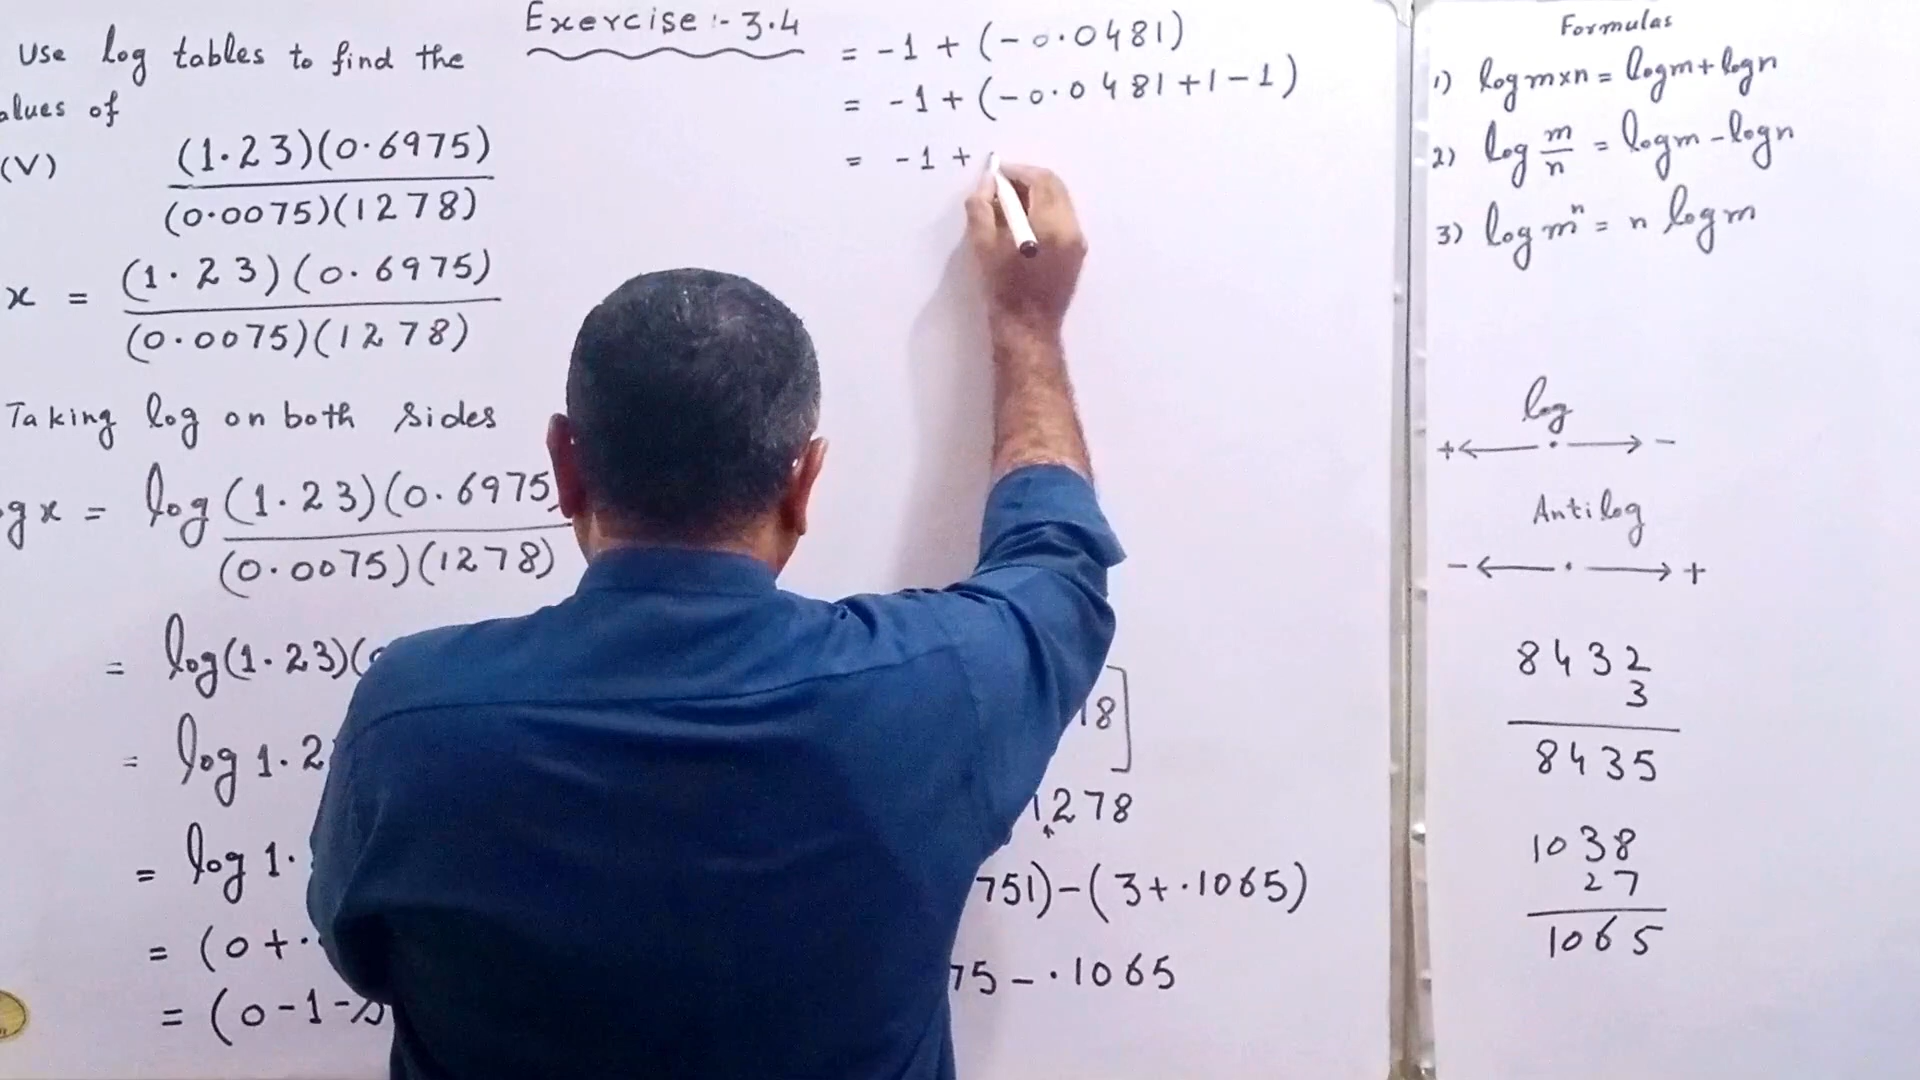 Exercise :- 3.4
Use log tables to find the
alues of
(V) (1.23)(0.6975)
(0.0075)(1278)
x = (1.23)(0.6975)
(0.0075)(1278)
Taking log on both sides
gx = log (1.23)(0.6975
(0.0075)(1278)
= log(1.23)(
= log 1.2
= log 1.
= (0+.
= (0-1-
= -1 + (-0.0481)
= -1 + (-0.0481+1-1)
= -1 +
18]
1278
751)-(3+.1065)
75-.1065
Formulas
1) log m×n = log m + log n
2) log m/n = log m - log n
3) log mⁿ = n log m
log
+ ← . → -
Antilog
- ← . → +
8432
3
8435
1038
27
1065